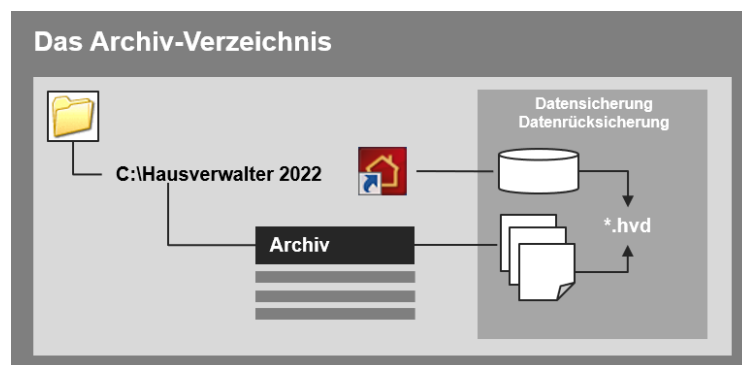 Das Archiv-Verzeichnis
Datensicherung
Datenrücksicherung
C:\Hausverwalter 2022
*.hvd
Archiv